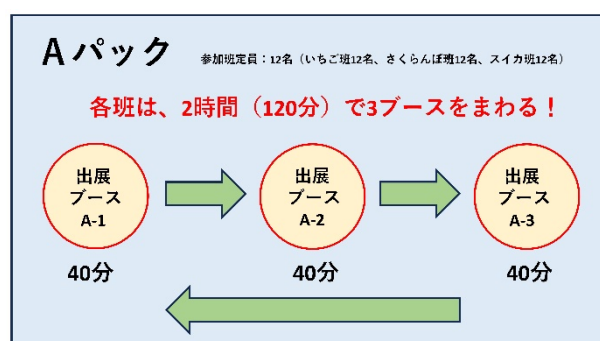 Aパック 参加班定員：12名（いちご班12名、さくらんぼ班12名、スイカ班12名）
各班は、2時間（120分）で3ブースをまわる！
出展
ブース
A-1
出展
ブース
A-2
出展
ブース
A-3
40分
40分
40分